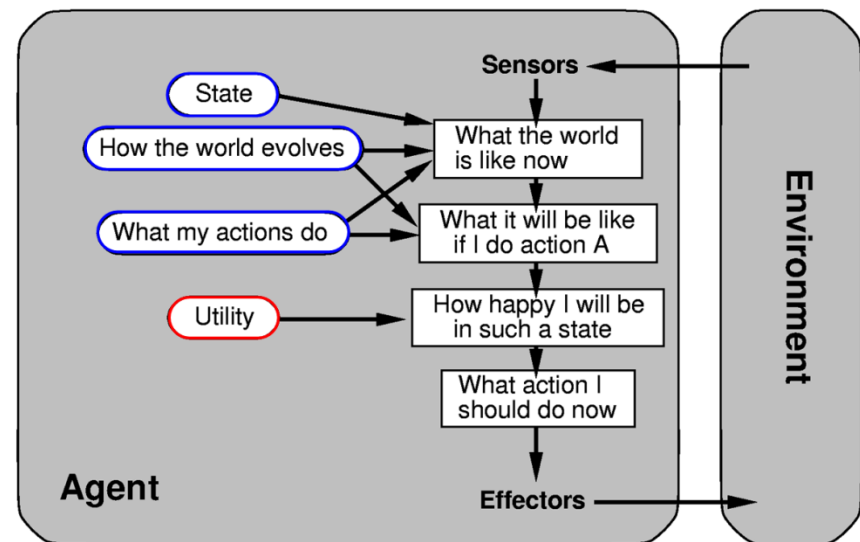 Sensors
State
What the world
is like now
How the world evolves
What my actions do
What it will be like
if I do action A
Utility
How happy I will be
in such a state
What action I
should do now
Agent
Effectors
Environment